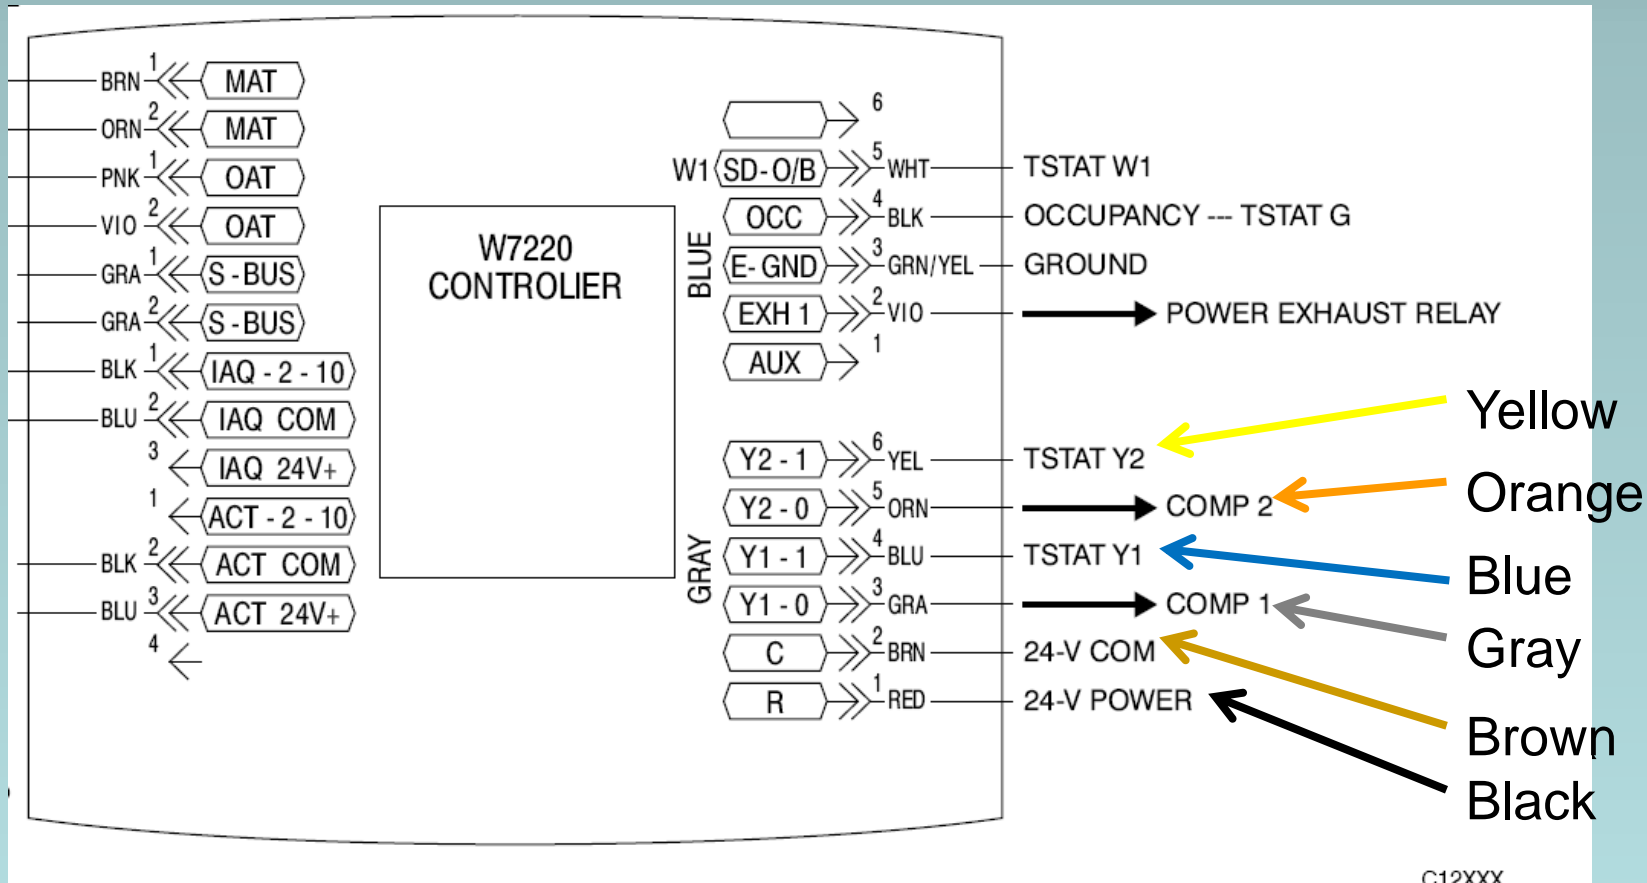 BRN 1 MAT
ORN 2 MAT
PNK 1 OAT
VIO 2 OAT
GRA 1 S-BUS
GRA 2 S-BUS
BLK 1 IAQ - 2 - 10
BLU 2 IAQ COM
3 IAQ 24V+
1 ACT - 2 - 10
BLK 2 ACT COM
BLU 3 ACT 24V+
4
W7220
CONTROLIER
BLUE
6
W1 SD-O/B 5 WHT TSTAT W1
OCC 4 BLK OCCUPANCY --- TSTAT G
E-GND 3 GRN/YEL GROUND
EXH 1 2 VIO POWER EXHAUST RELAY
AUX 1
GRAY
Y2 - 1 6 YEL TSTAT Y2 Yellow
Y2 - 0 5 ORN COMP 2 Orange
Y1 - 1 4 BLU TSTAT Y1 Blue
Y1 - 0 3 GRA COMP 1 Gray
C 2 BRN 24-V COM Brown
R 1 RED 24-V POWER Black
C12XXX